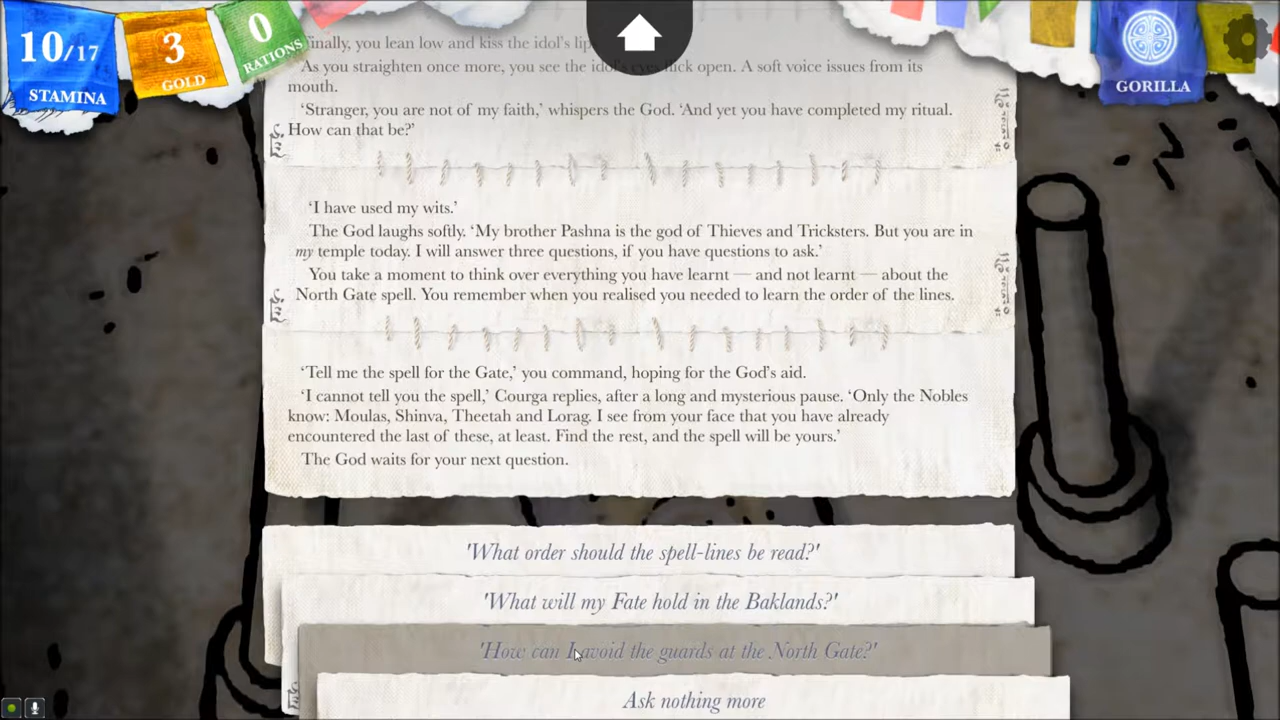 10/17
STAMINA
3
GOLD
0
RATIONS
GORILLA
Finally, you lean low and kiss the idol's lip
As you straighten once more, you see the idol's eyes flick open. A soft voice issues from its
mouth.
‘Stranger, you are not of my faith,’ whispers the God. ‘And yet you have completed my ritual.
How can that be?’
‘I have used my wits.’
The God laughs softly. ‘My brother Pashna is the god of Thieves and Tricksters. But you are in
my temple today. I will answer three questions, if you have questions to ask.’
You take a moment to think over everything you have learnt — and not learnt — about the
North Gate spell. You remember when you realised you needed to learn the order of the lines.
‘Tell me the spell for the Gate,’ you command, hoping for the God’s aid.
‘I cannot tell you the spell,’ Courga replies, after a long and mysterious pause. ‘Only the Nobles
know: Moulas, Shinva, Theetah and Lorag. I see from your face that you have already
encountered the last of these, at least. Find the rest, and the spell will be yours.’
The God waits for your next question.
'What order should the spell-lines be read?'
'What will my Fate hold in the Baklands?'
'How can I avoid the guards at the North Gate?'
Ask nothing more